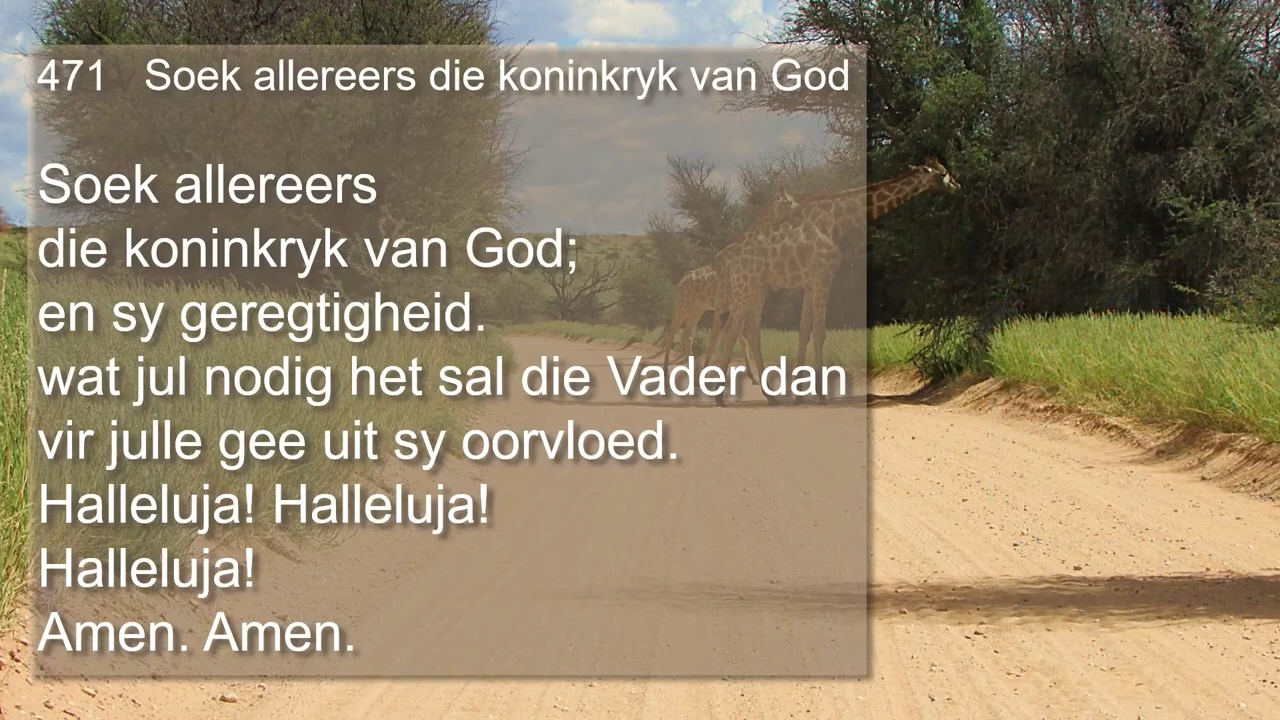 471 Soek allereers die koninkryk van God
Soek allereers
die koninkryk van God;
en sy geregtigheid.
wat jul nodig het sal die Vader dan
vir julle gee uit sy oorvloed.
Halleluja! Halleluja!
Halleluja!
Amen. Amen.